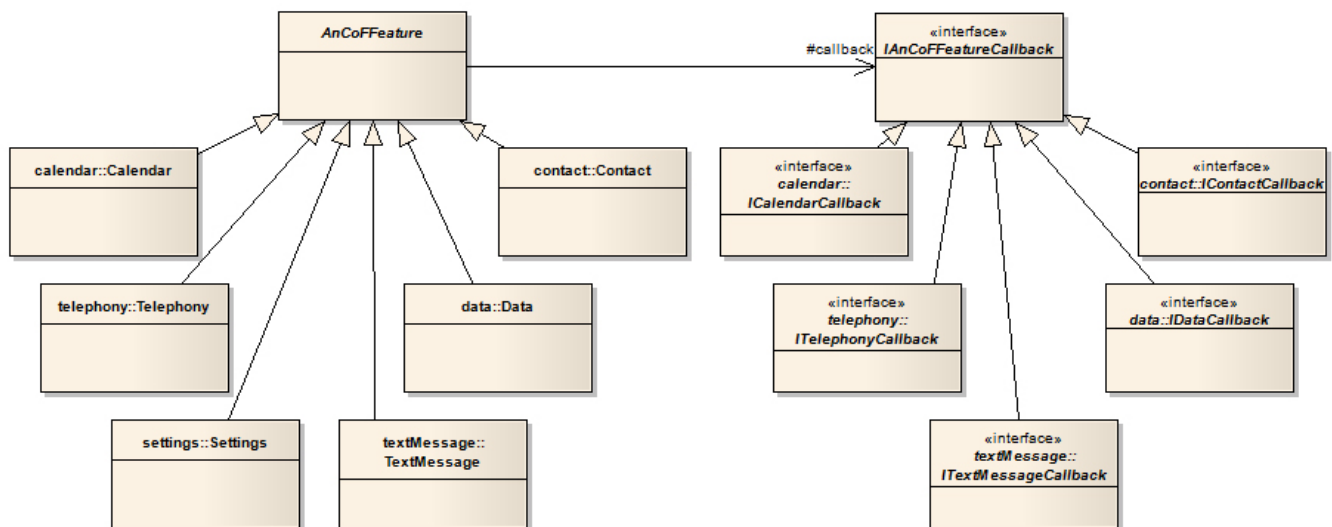 AnCoFFeature
#callback
«interface»
IAnCoFFeatureCallback
calendar::Calendar
contact::Contact
«interface»
calendar::
ICalendarCallback
«interface»
contact::IContactCallback
telephony::Telephony
data::Data
«interface»
telephony::
ITelephonyCallback
«interface»
data::IDataCallback
settings::Settings
textMessage::
TextMessage
«interface»
textMessage::
ITextMessageCallback